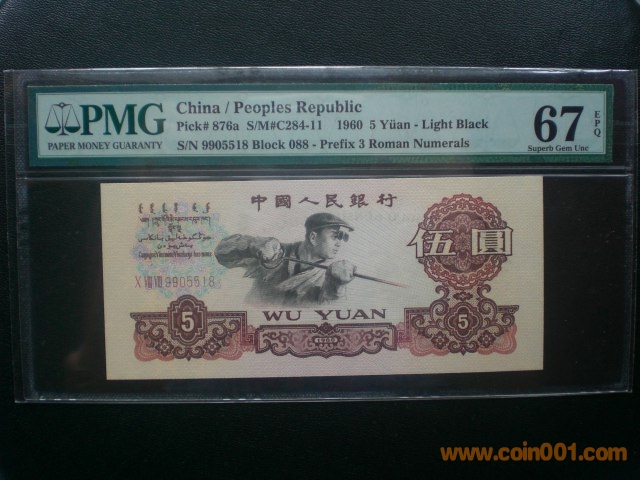 PMG
PAPER MONEY GUARANTY
China / Peoples Republic
Pick# 876a S/M#C284-11 1960 5 Yüan - Light Black
S/N 9905518 Block 088 - Prefix 3 Roman Numerals
67
EPQ
Superb Gem Unc
中國人民銀行
伍圓
9905518
WU YUAN
5
1960
5
www.coin001.com